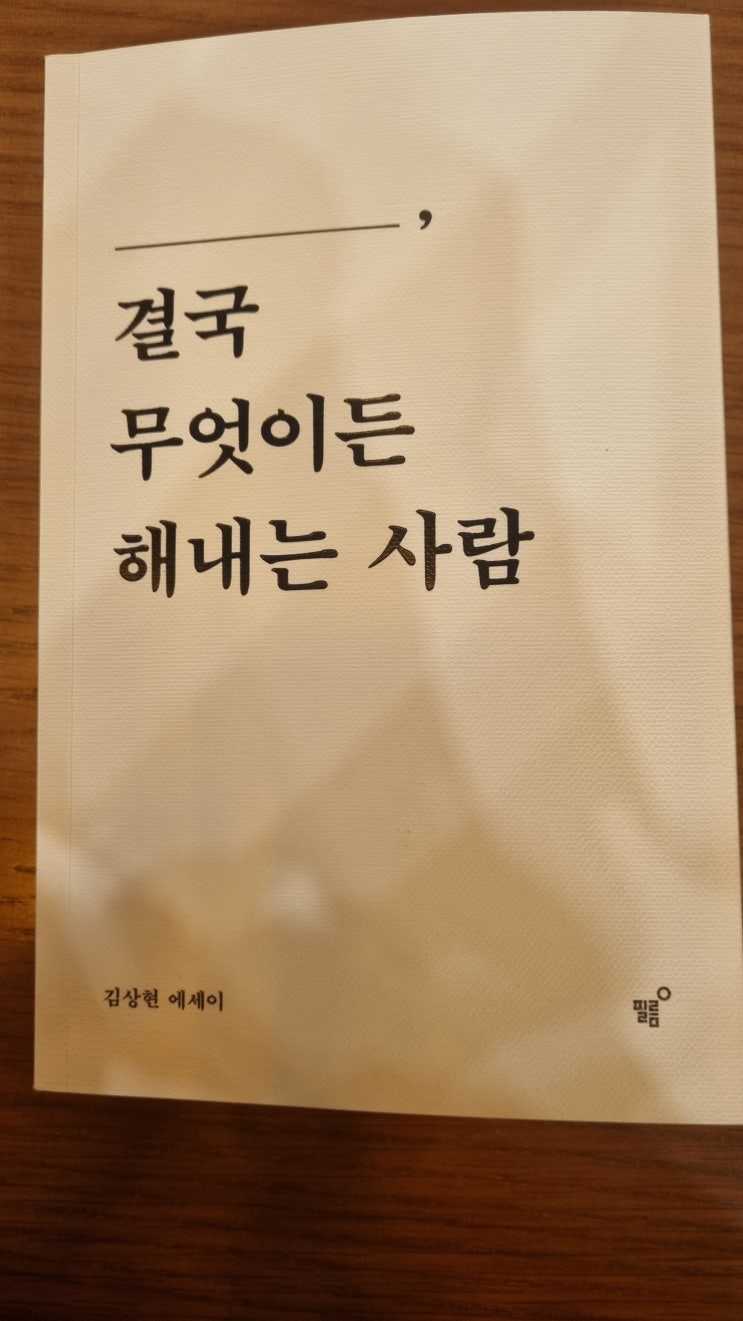 __________,
결국
무엇이든
해내는 사람
김상현 에세이
필름